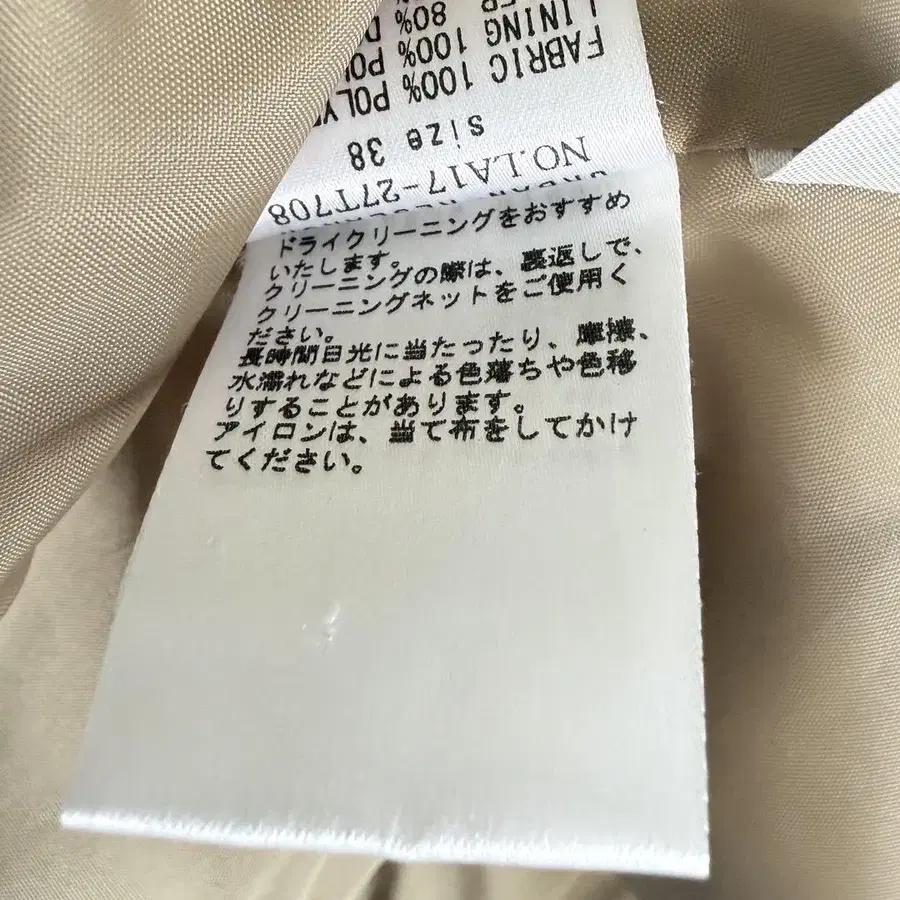 NO.LA17-27T708
size 38
FABRIC 100% POLYE
LINING 100% PO
80% D
ドライクリーニングをおすすめ
いたします。
クリーニングの際は、裏返しで、
クリーニングネットをご使用く
ださい。
長時間日光に当たったり、摩擦、
水濡れなどによる色落ちや色移
りすることがあります。
アイロンは、当て布をしてかけ
てください。